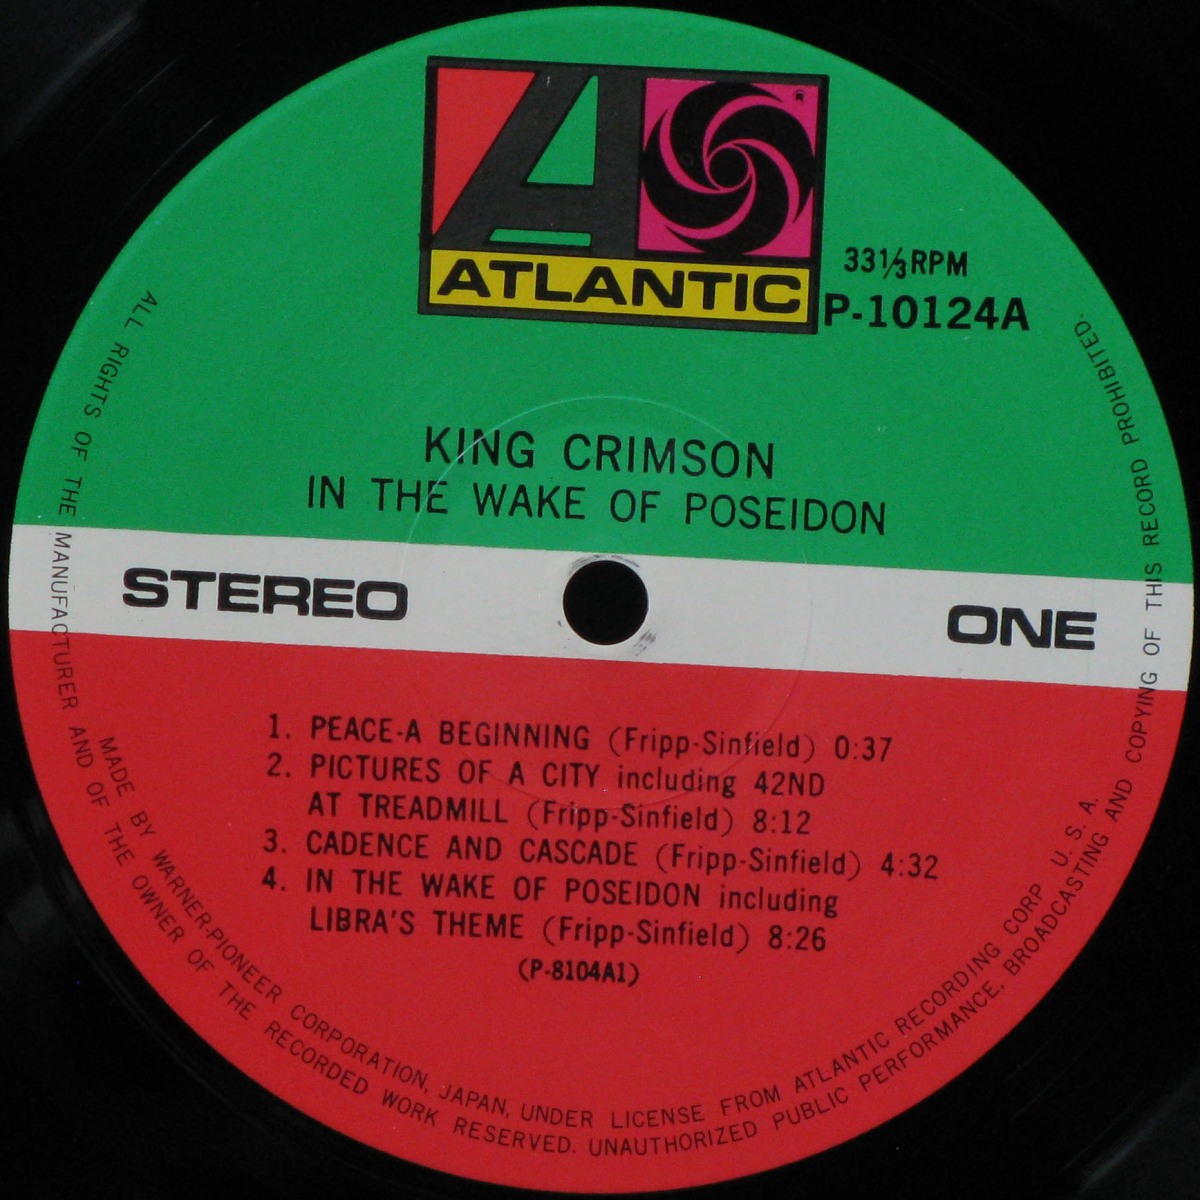 ATLANTIC
33⅓RPM
P-10124A
KING CRIMSON
IN THE WAKE OF POSEIDON
STEREO
ONE
1. PEACE-A BEGINNING (Fripp-Sinfield) 0:37
2. PICTURES OF A CITY including 42ND
AT TREADMILL (Fripp-Sinfield) 8:12
3. CADENCE AND CASCADE (Fripp-Sinfield) 4:32
4. IN THE WAKE OF POSEIDON including
LIBRA'S THEME (Fripp-Sinfield) 8:26
(P-8104A1)
MADE BY WARNER-PIONEER CORPORATION, JAPAN, UNDER LICENSE FROM ATLANTIC RECORDING CORP U. S. A.
ALL RIGHTS OF THE MANUFACTURER AND OF THE OWNER OF THE RECORDED WORK RESERVED. UNAUTHORIZED PUBLIC PERFORMANCE, BROADCASTING AND COPYING OF THIS RECORD PROHIBITED.